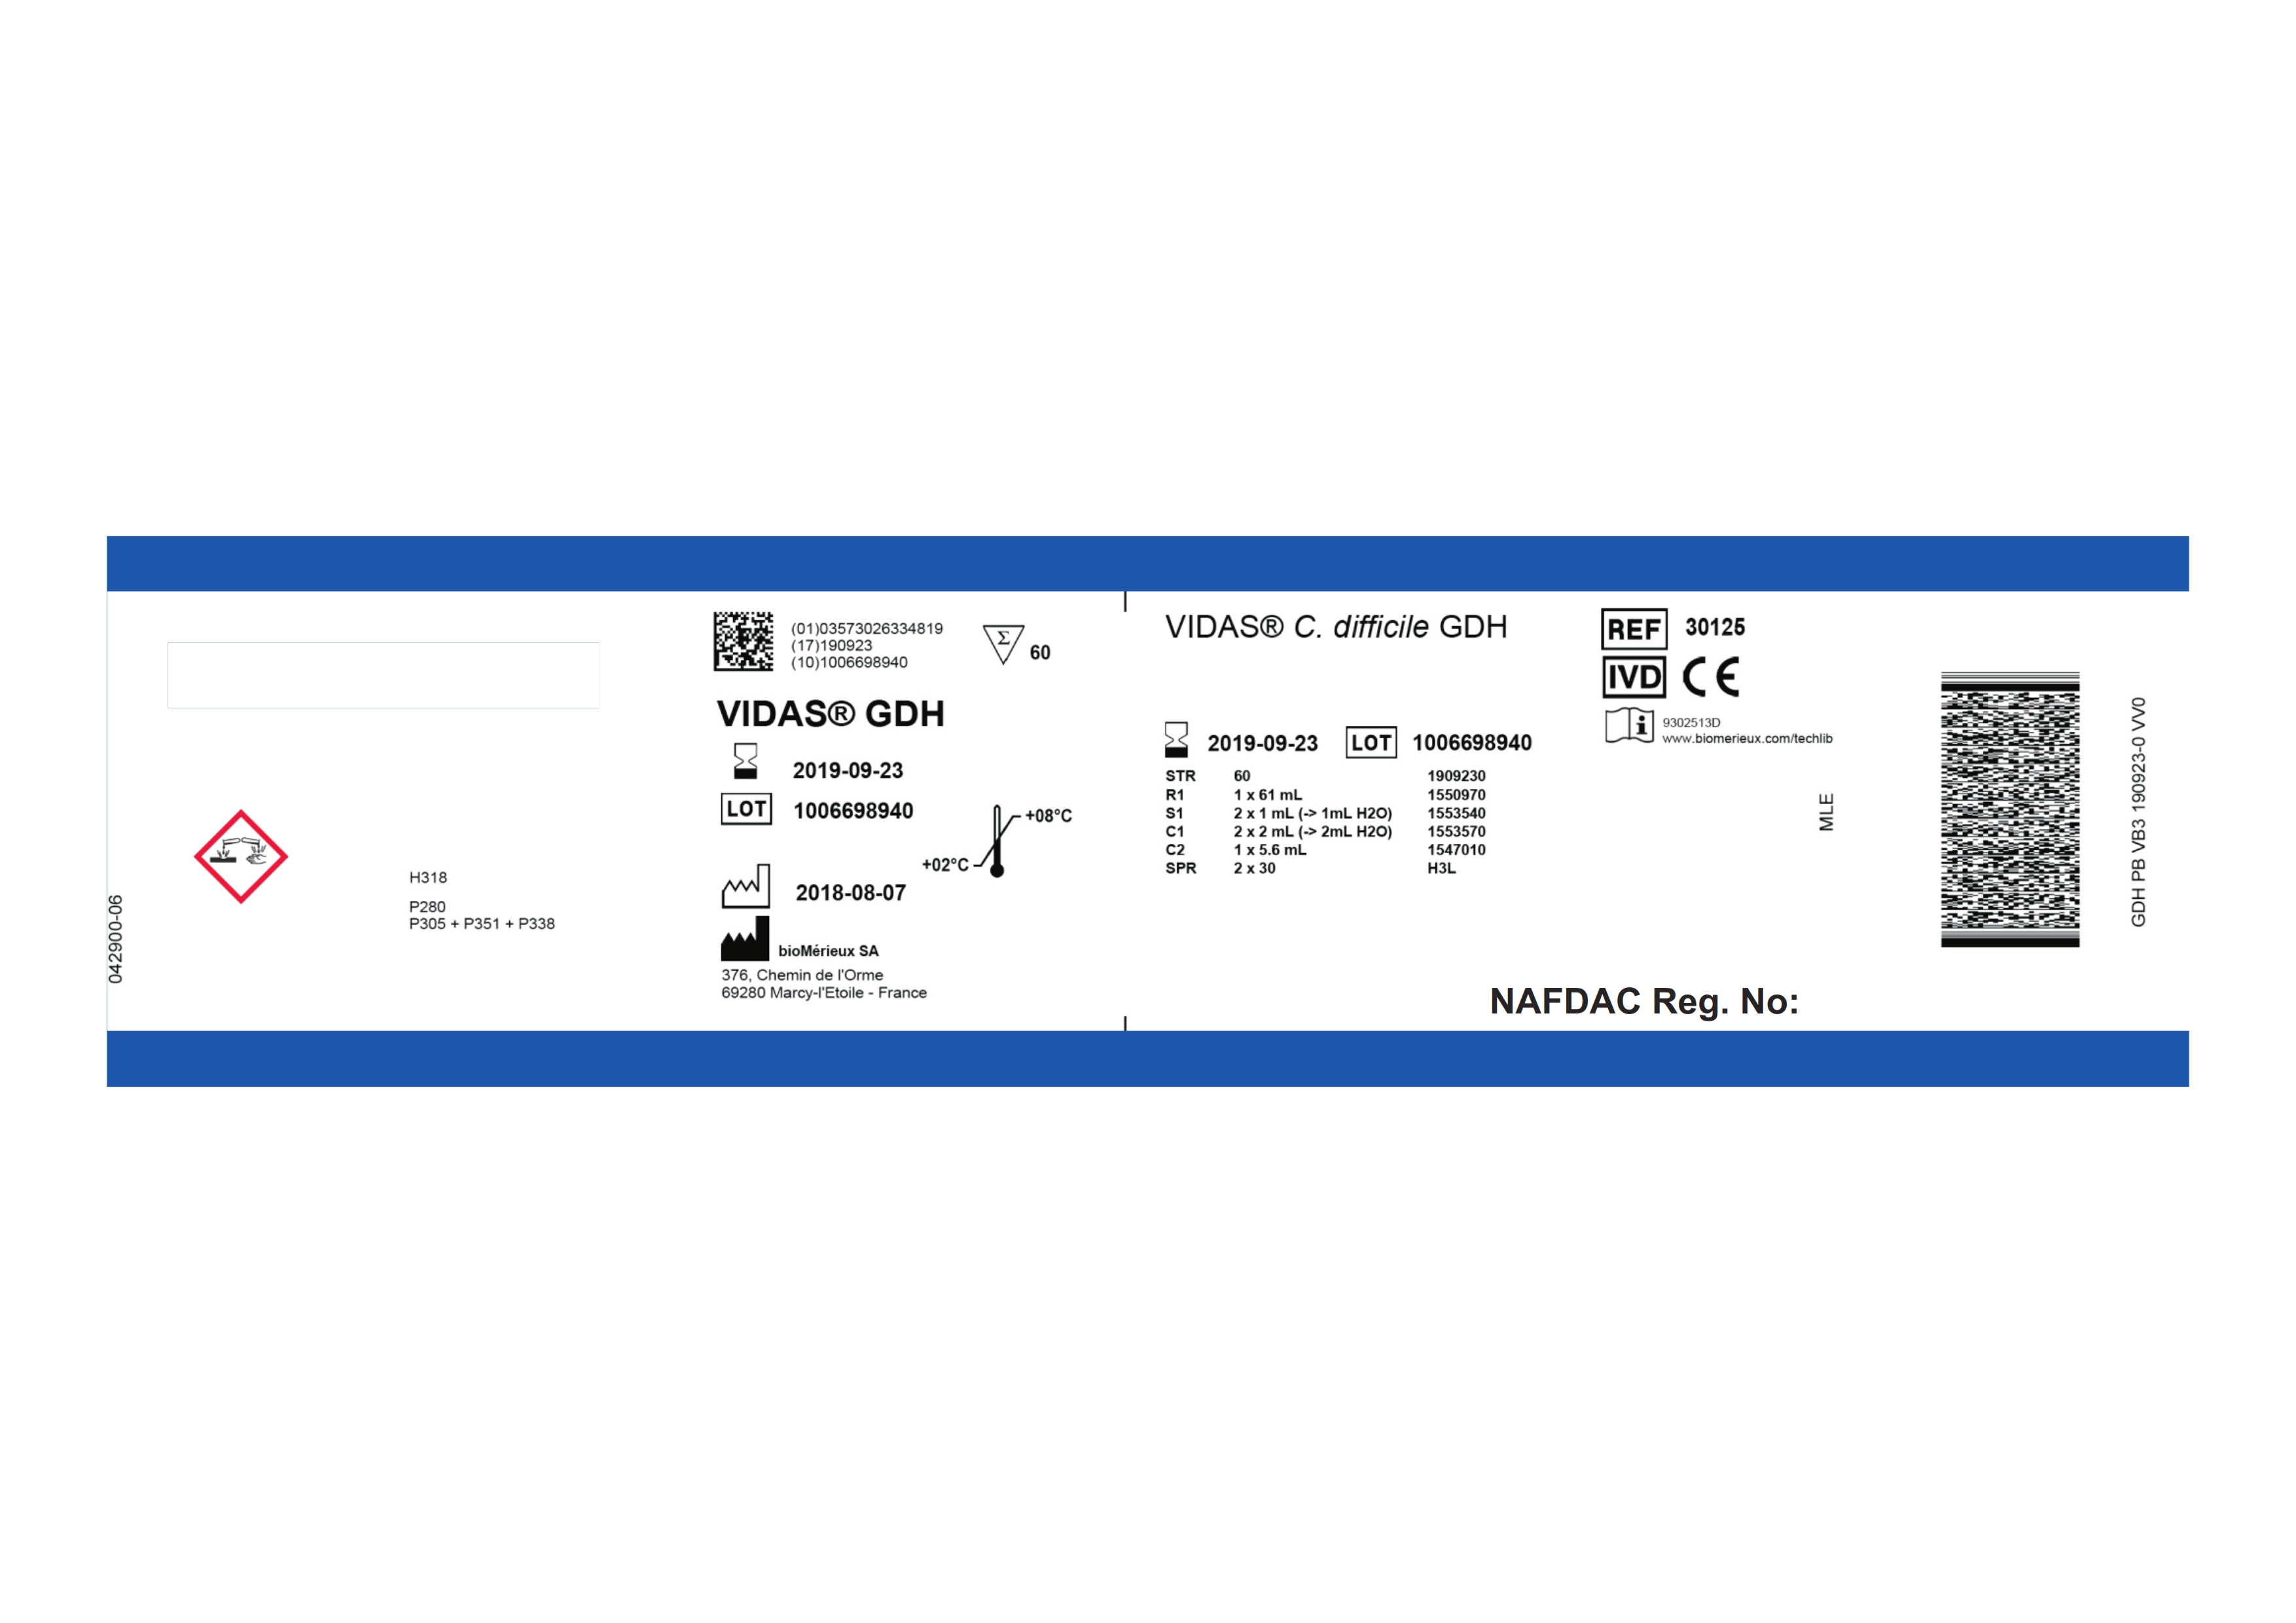 042900-06
H318
P280
P305 + P351 + P338
(01)03573026334819
(17)190923
(10)1006698940
Σ 60
VIDAS® GDH
2019-09-23
LOT 1006698940
+08°C
+02°C
2018-08-07
bioMérieux SA
376, Chemin de l'Orme
69280 Marcy-l'Etoile - France
VIDAS® C. difficile GDH
2019-09-23 LOT 1006698940
STR 60 1909230
R1 1 x 61 mL 1550970
S1 2 x 1 mL (-> 1mL H2O) 1553540
C1 2 x 2 mL (-> 2mL H2O) 1553570
C2 1 x 5.6 mL 1547010
SPR 2 x 30 H3L
REF 30125
IVD CE
i 9302513D
www.biomerieux.com/techlib
MLE
NAFDAC Reg. No:
GDH PB VB3 190923-0 VV0